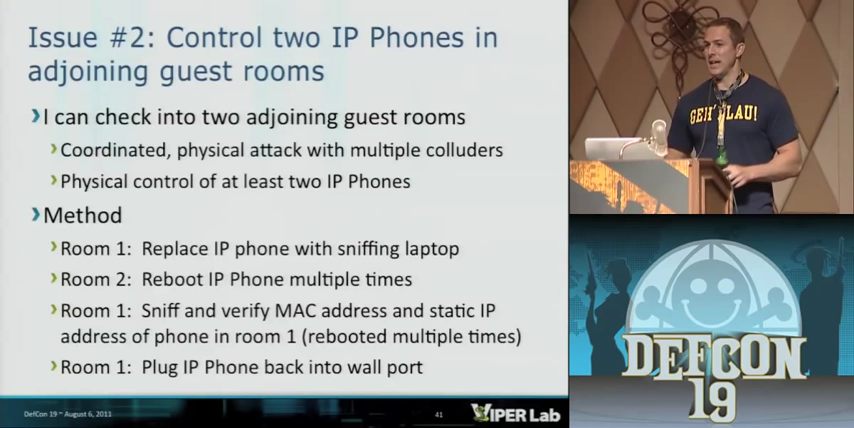 Issue #2: Control two IP Phones in
adjoining guest rooms
I can check into two adjoining guest rooms
Coordinated, physical attack with multiple colluders
Physical control of at least two IP Phones
Method
Room 1: Replace IP phone with sniffing laptop
Room 2: Reboot IP Phone multiple times
Room 1: Sniff and verify MAC address and static IP
address of phone in room 1 (rebooted multiple times)
Room 1: Plug IP Phone back into wall port
DefCon 19 ~ August 6, 2011
41
VIPER Lab
DEFCON
19